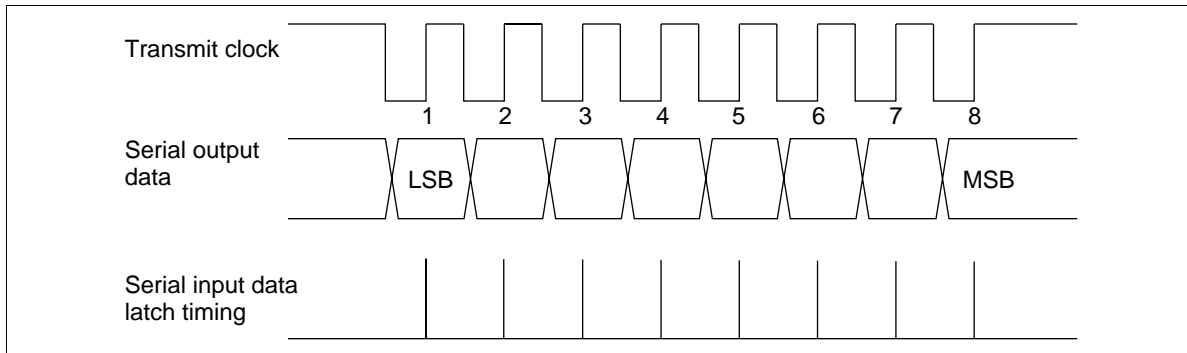 Transmit clock
1 2 3 4 5 6 7 8
Serial output
data
LSB MSB
Serial input data
latch timing